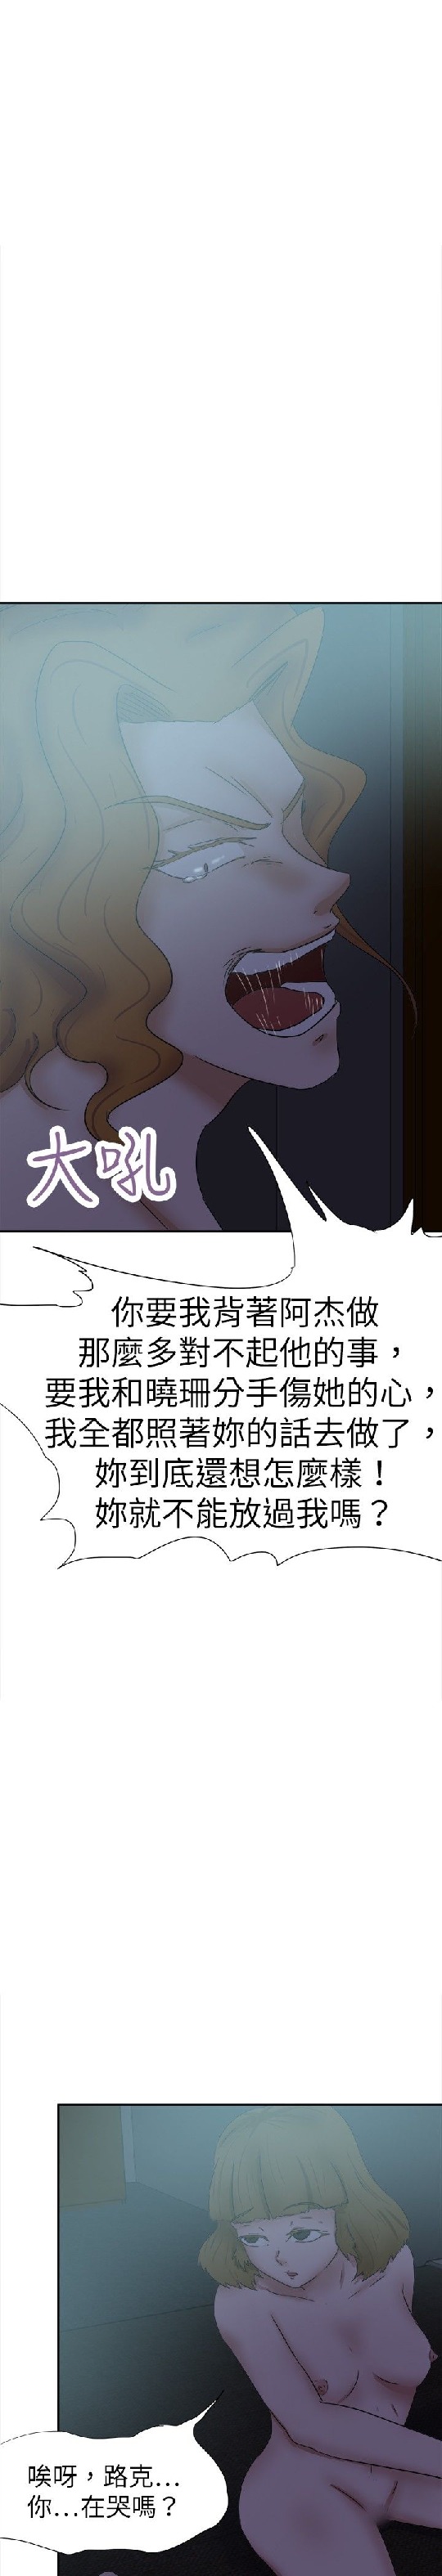 大吼
你要我背著阿杰做
那麼多對不起他的事，
要我和曉珊分手傷她的心，
我全都照著妳的話去做了，
妳到底還想怎麼樣！
妳就不能放過我嗎？
唉呀，路克...
你...在哭嗎？